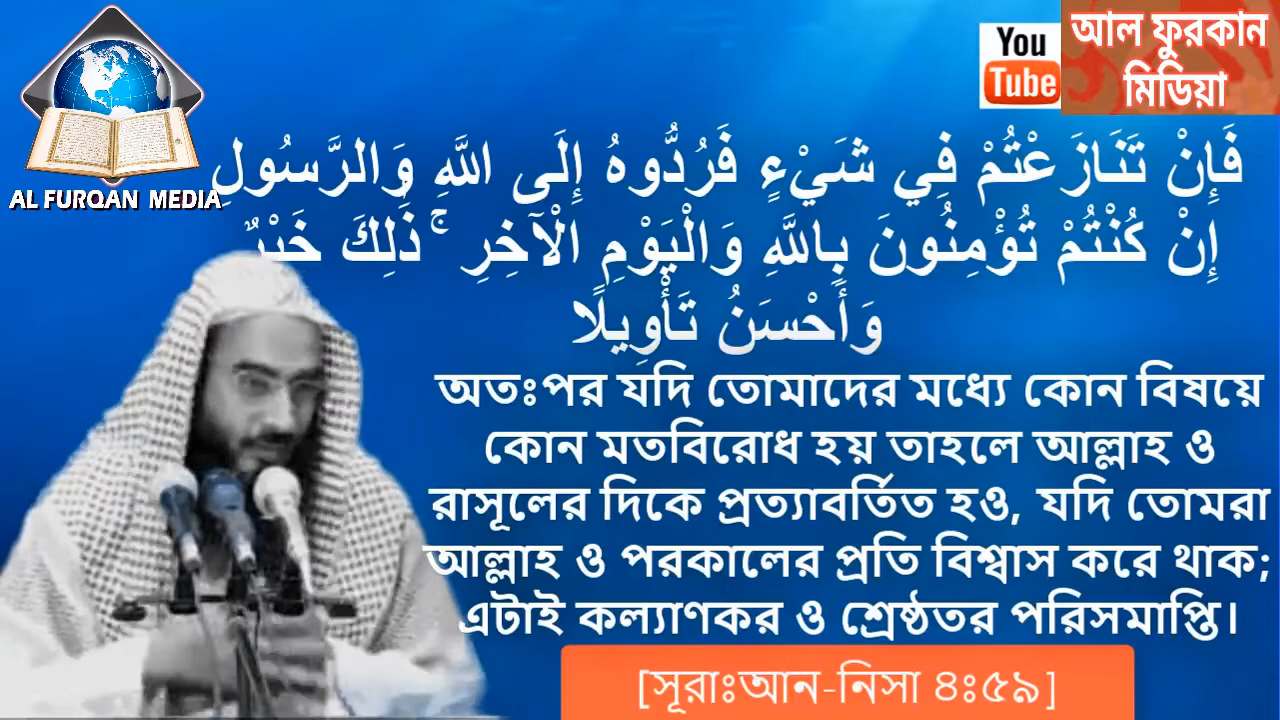 You
Tube
আল ফুরকান
মিডিয়া
AL FURQAN MEDIA
فَإِنْ تَنَازَعْتُمْ فِي شَيْءٍ فَرُدُّوهُ إِلَى اللَّهِ وَالرَّسُولِ
إِنْ كُنْتُمْ تُؤْمِنُونَ بِاللَّهِ وَالْيَوْمِ الْآخِرِ ۚ ذَٰلِكَ خَيْرٌ
وَأَحْسَنُ تَأْوِيلًا
অতঃপর যদি তোমাদের মধ্যে কোন বিষয়ে
কোন মতবিরোধ হয় তাহলে আল্লাহ ও
রাসূলের দিকে প্রত্যাবর্তিত হও, যদি তোমরা
আল্লাহ ও পরকালের প্রতি বিশ্বাস করে থাক;
এটাই কল্যাণকর ও শ্রেষ্ঠতর পরিসমাপ্তি।
[সূরাঃআন-নিসা ৪ঃ৫৯]